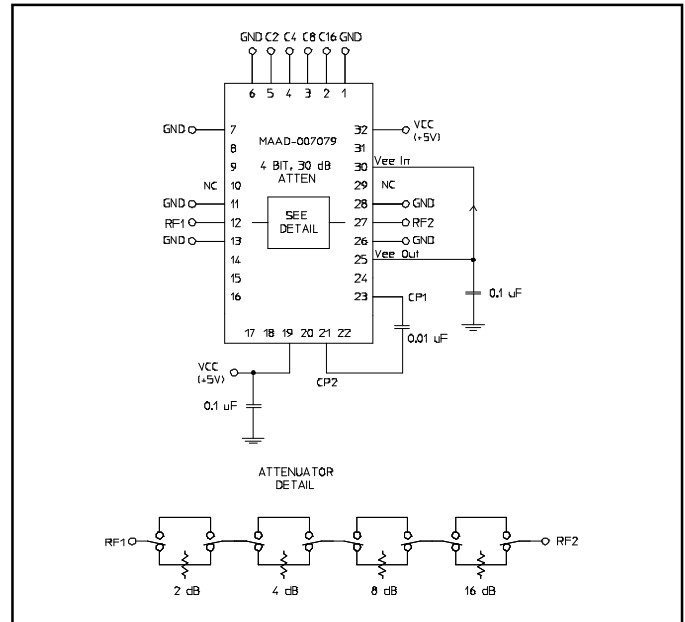 GND C2 C4 C8 C16 GND
6 5 4 3 2 1
GND 7 32 VCC
(+5V)
MAAD-007079
8 31
9 4 BIT, 30 dB 30 Vee In
ATTEN
NC 10 29 NC
GND 11 28 GND
SEE
RF1 12 27 RF2
DETAIL
GND 13 26 GND
14 25 Vee Out
15 24
16 23 CP1
0.1 uF
0.01 uF
17 18 19 20 21 22
VCC
(+5V)
CP2
0.1 uF
ATTENUATOR
DETAIL
RF1 RF2
2 dB 4 dB 8 dB 16 dB